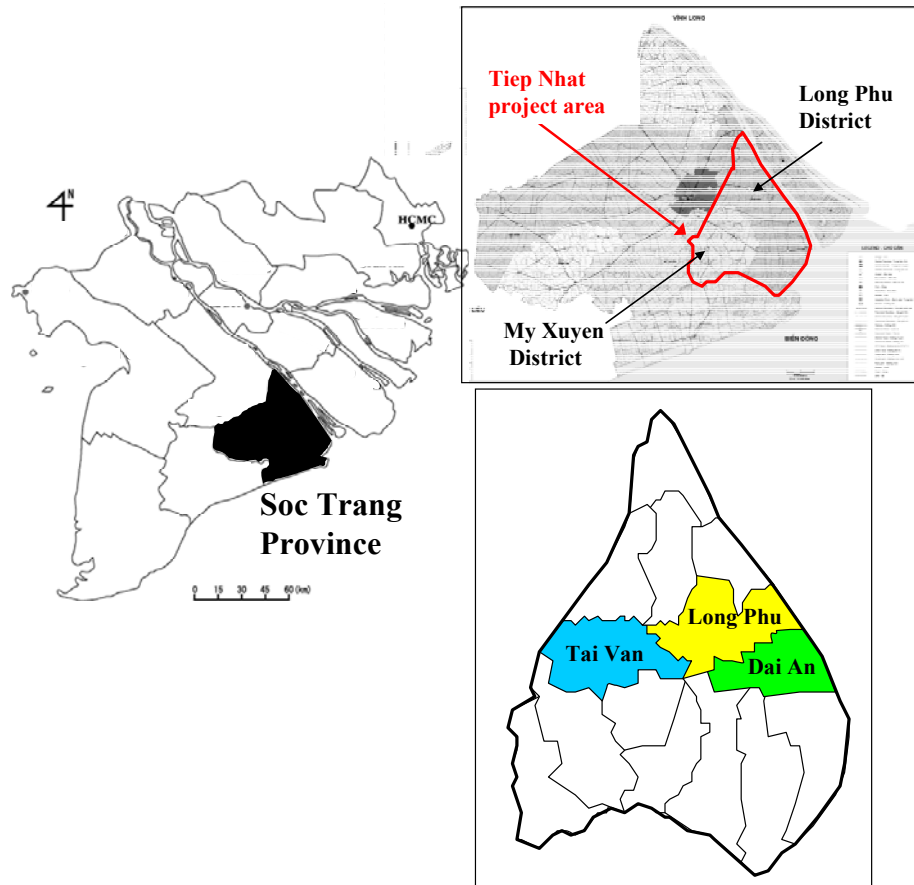 N
HCMC
Soc Trang
Province
0 15 30 45 60 (km)
VĨNH LONG
Tiep Nhat
project area
Long Phu
District
My Xuyen
District
BIỂN ĐÔNG
Long Phu
Tai Van
Dai An